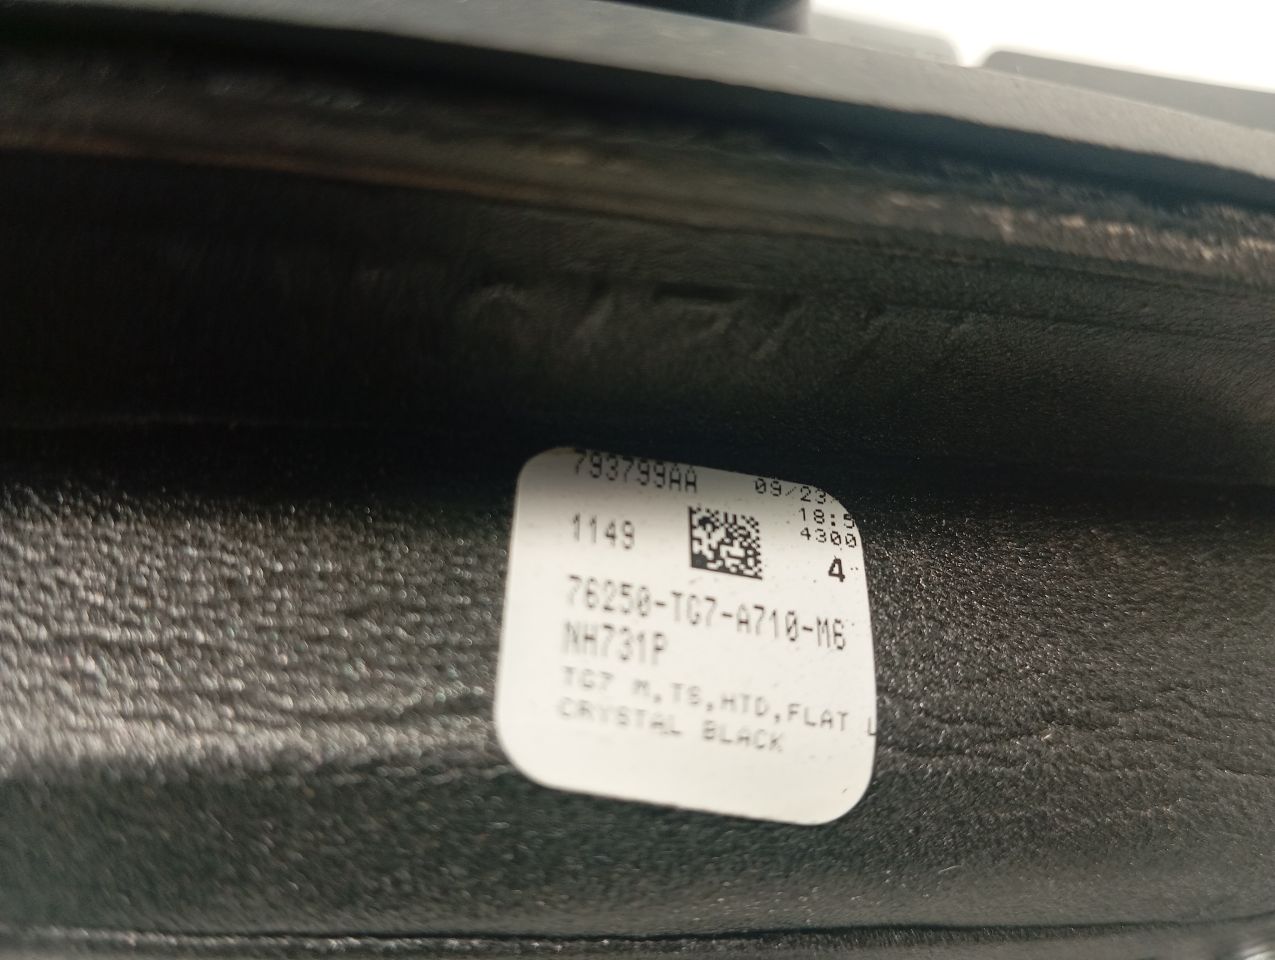 793799AA 09/23
18:5
1149 4300
4
76250-TG7-A710-M6
NH731P
TG7 M,TS,HTD,FLAT L
CRYSTAL BLACK